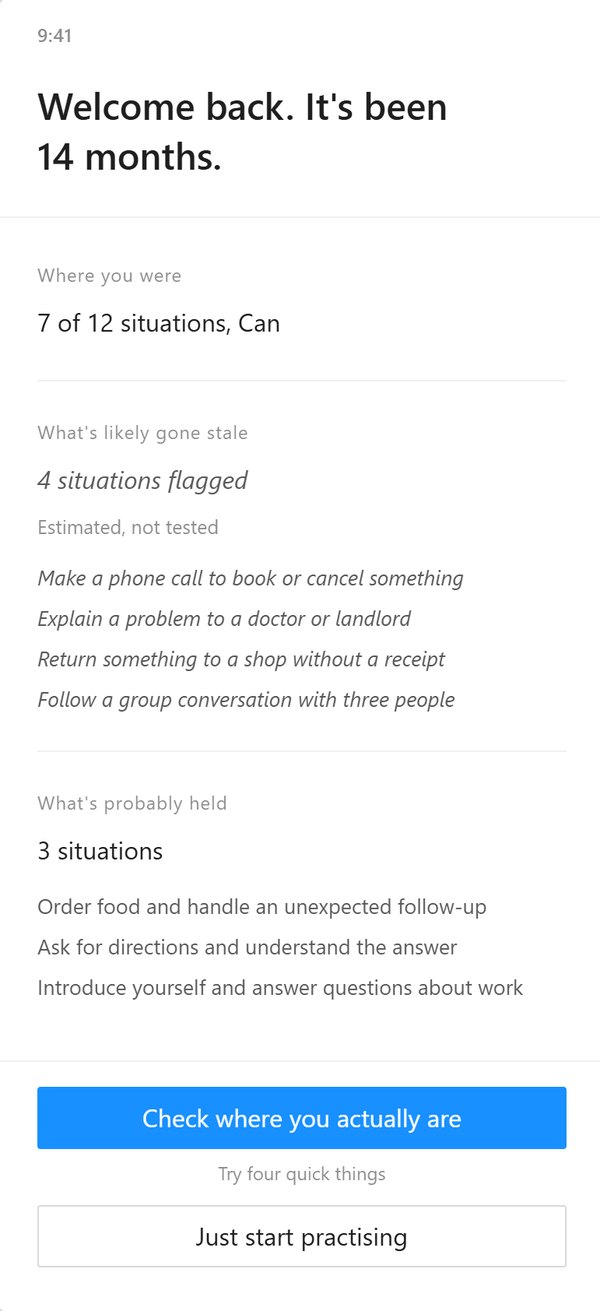 9:41
Welcome back. It's been
14 months.
Where you were
7 of 12 situations, Can
What's likely gone stale
4 situations flagged
Estimated, not tested
Make a phone call to book or cancel something
Explain a problem to a doctor or landlord
Return something to a shop without a receipt
Follow a group conversation with three people
What's probably held
3 situations
Order food and handle an unexpected follow-up
Ask for directions and understand the answer
Introduce yourself and answer questions about work
Check where you actually are
Try four quick things
Just start practising